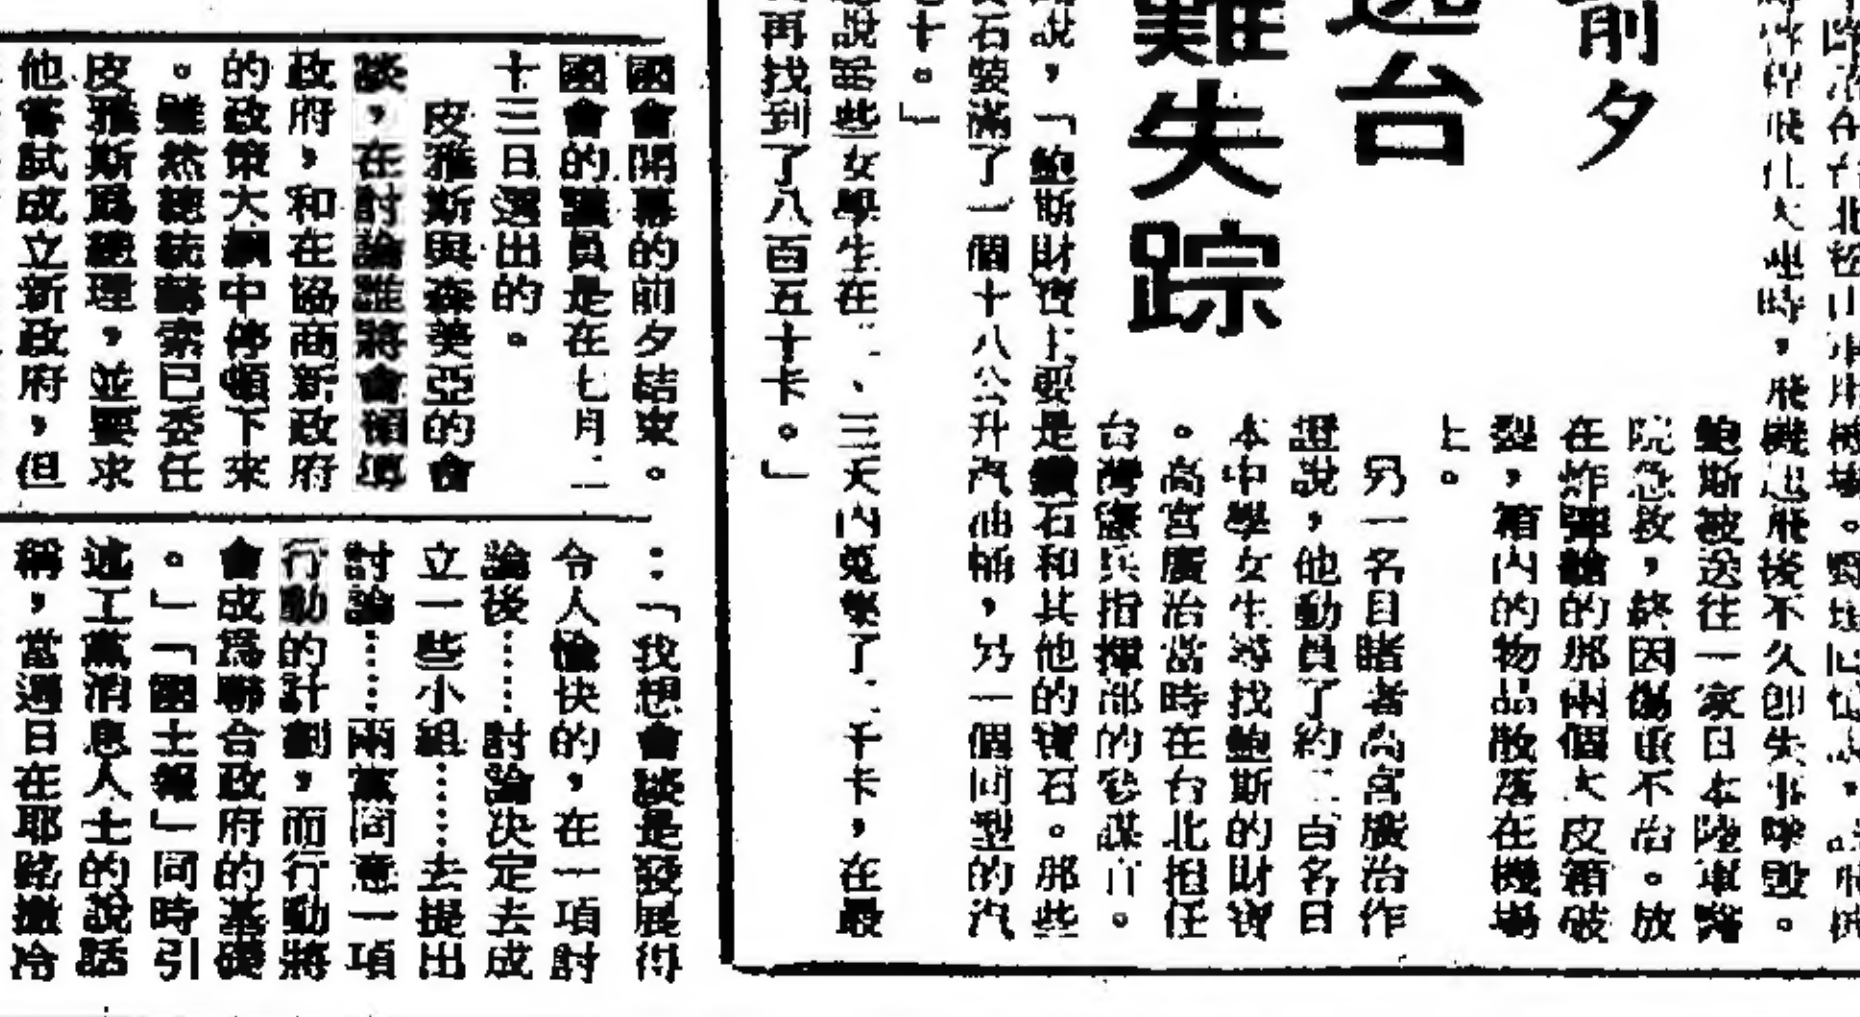 前夕
逃台
難失踪
鮑斯被送往一家日本陸軍醫
院急救，終因傷重不治。放
在炸彈艙的那兩個大皮箱破
裂，箱內的物品散落在機場
上。
另一名目睹者高宮廣治作
證說，他動員了約二百名日
本中學女生尋找鮑斯的財寶
。高宮廣治當時在台北担任
台灣憲兵指揮部的參謀官。
說，「鮑斯財寶主要是鑽石和其他的寶石。那些
石裝滿了一個十八公升汽油桶，另一個同型的汽
十。」
說那些女學生在二、三天內蒐集了二千卡，在最
再找到了八百五十卡。」
國會開幕的前夕結束。
國會的議員是在七月二
十三日選出的。
皮雅斯與森美亞的會
談，在討論誰將會領導
政府，和在協商新政府
的政策大綱中停頓下來
。雖然總統赫索已委任
皮雅斯爲總理，並要求
他嘗試成立新政府，但
：「我想會談是發展得
令人愉快的，在一項討
論後……討論決定去成
立一些小組……去提出
討論……兩黨同意一項
行動的計劃，而行動將
會成爲聯合政府的基礎
。」「國土報」同時引
述工黨消息人士的說話
稱，當週日在耶路撒冷